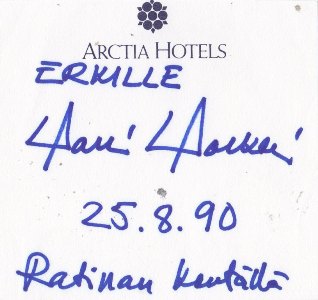 ARCTIA HOTELS
ERKILLE
25.8.90
Ratinan kentällä